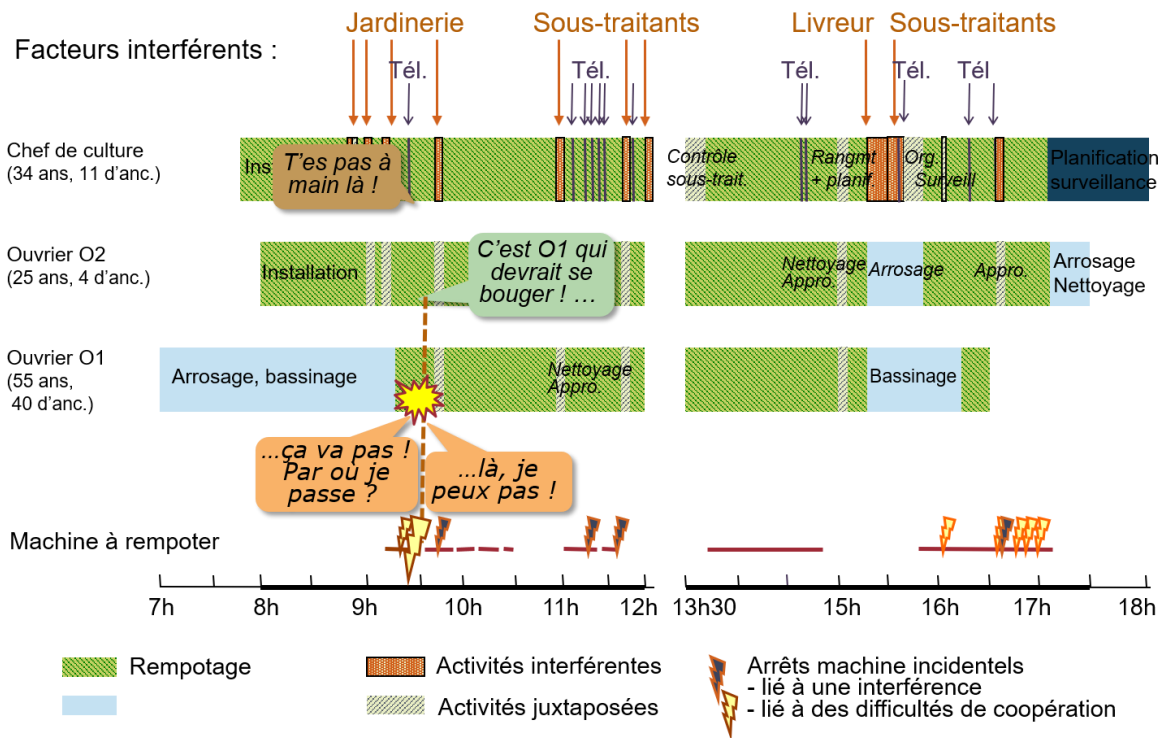 Jardinerie
Sous-traitants
Livreur
Sous-traitants
Facteurs interférents :
Tél.
Tél.
Tél.
Tél.
Tél
Chef de culture
(34 ans, 11 d’anc.)
Ins
T’es pas à
main là !
Contrôle
sous-trait.
Rangmt
+ planif.
Org.
Surveill
Planification
surveillance
Ouvrier O2
(25 ans, 4 d’anc.)
Installation
C’est O1 qui
devrait se
bouger ! …
Nettoyage
Appro.
Arrosage
Appro.
Arrosage
Nettoyage
Ouvrier O1
(55 ans,
40 d’anc.)
Arrosage, bassinage
Nettoyage
Appro.
Bassinage
…ça va pas !
Par où je
passe ?
…là, je
peux pas !
Machine à rempoter
7h
8h
9h
10h
11h
12h
13h30
15h
16h
17h
18h
Rempotage
Activités interférentes
Activités juxtaposées
Arrêts machine incidentels
- lié à une interférence
- lié à des difficultés de coopération